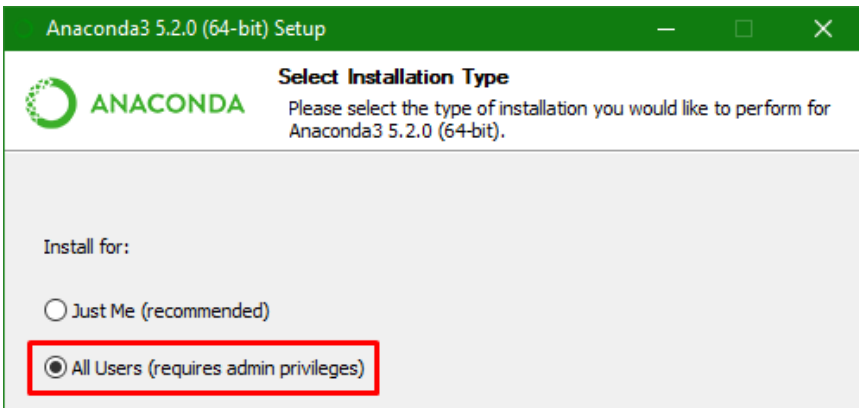 Anaconda3 5.2.0 (64-bit) Setup
ANACONDA
Select Installation Type
Please select the type of installation you would like to perform for
Anaconda3 5.2.0 (64-bit).
Install for:
Just Me (recommended)
All Users (requires admin privileges)